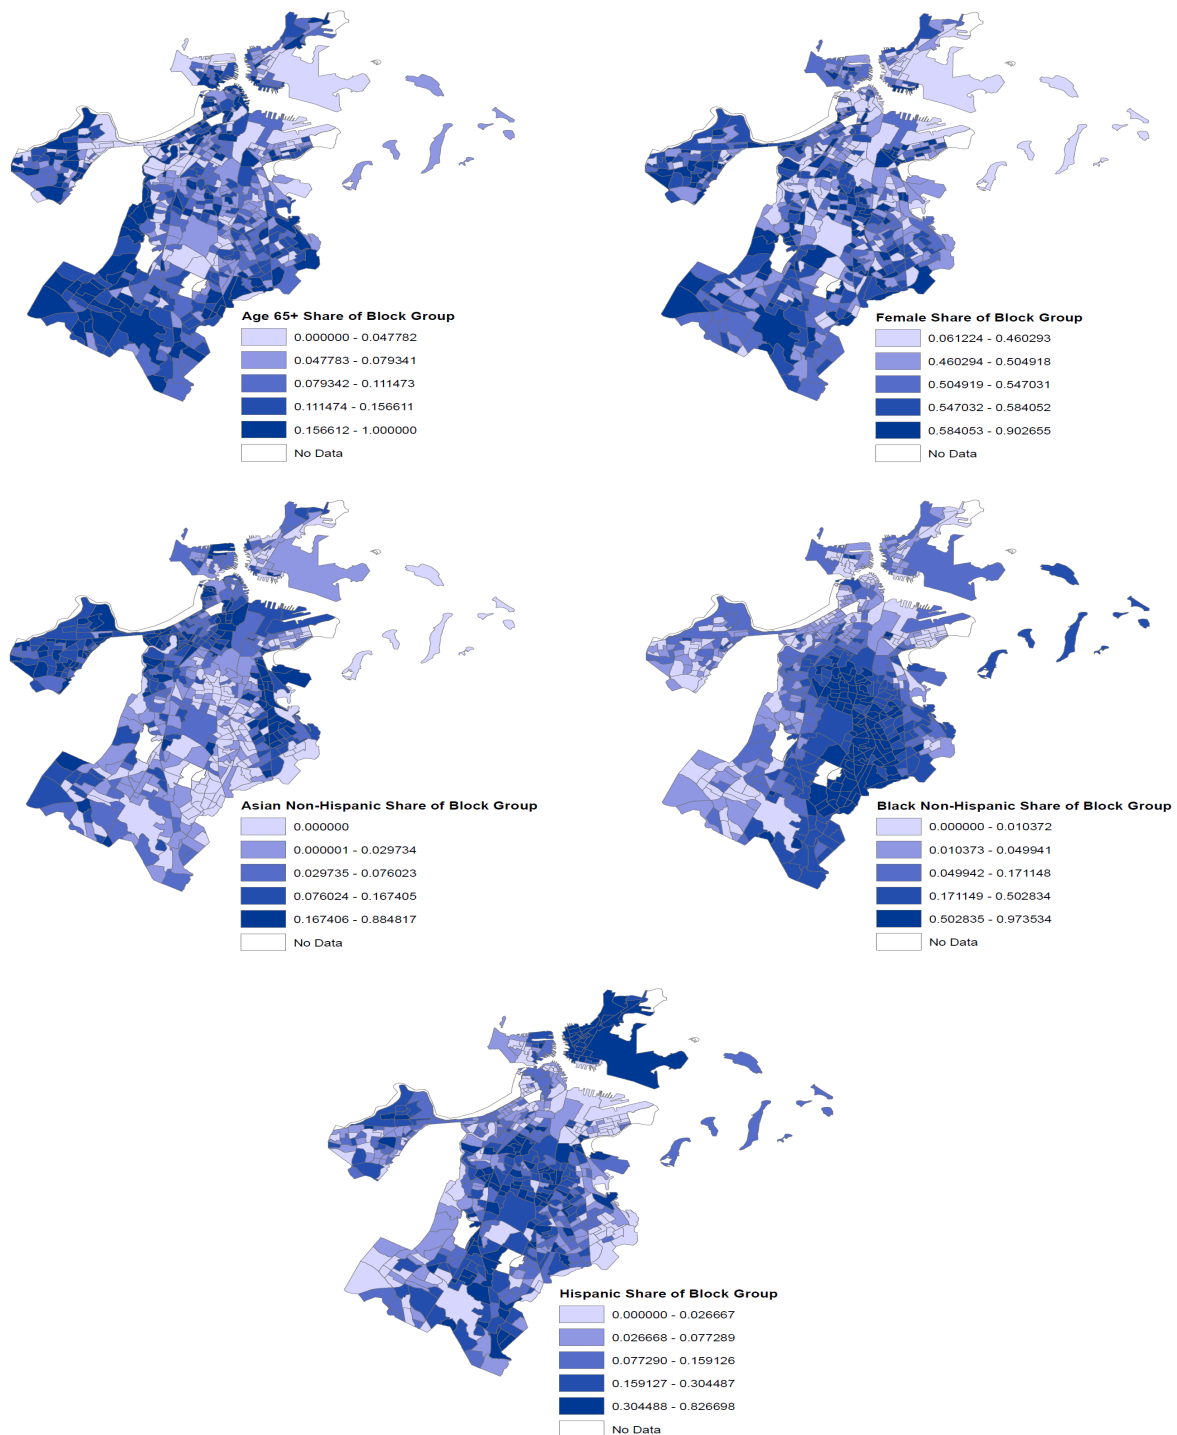 Age 65+ Share of Block Group
0.000000 - 0.047782
0.047783 - 0.079341
0.079342 - 0.111473
0.111474 - 0.156611
0.156612 - 1.000000
No Data
Female Share of Block Group
0.061224 - 0.460293
0.460294 - 0.504918
0.504919 - 0.547031
0.547032 - 0.584052
0.584053 - 0.902655
No Data
Asian Non-Hispanic Share of Block Group
0.000000
0.000001 - 0.029734
0.029735 - 0.076023
0.076024 - 0.167405
0.167406 - 0.884817
No Data
Black Non-Hispanic Share of Block Group
0.000000 - 0.010372
0.010373 - 0.049941
0.049942 - 0.171148
0.171149 - 0.502834
0.502835 - 0.973534
No Data
Hispanic Share of Block Group
0.000000 - 0.026667
0.026668 - 0.077289
0.077290 - 0.159126
0.159127 - 0.304487
0.304488 - 0.826698
No Data